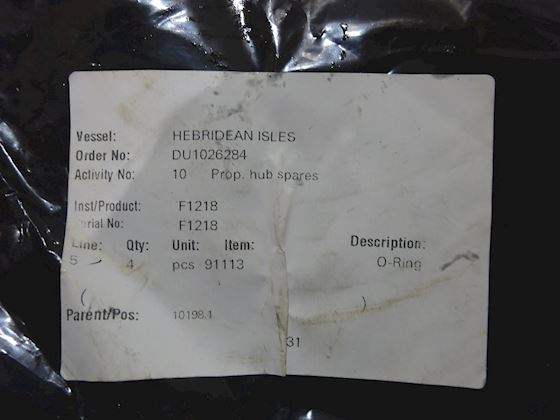 Vessel: HEBRIDEAN ISLES
Order No: DU1026284
Activity No: 10 Prop. hub spares
Inst/Product: F1218
erial No: F1218
Line: Qty: Unit: Item: Description:
5 4 pcs 91113 O-Ring
Parent/Pos: 10198.1
31